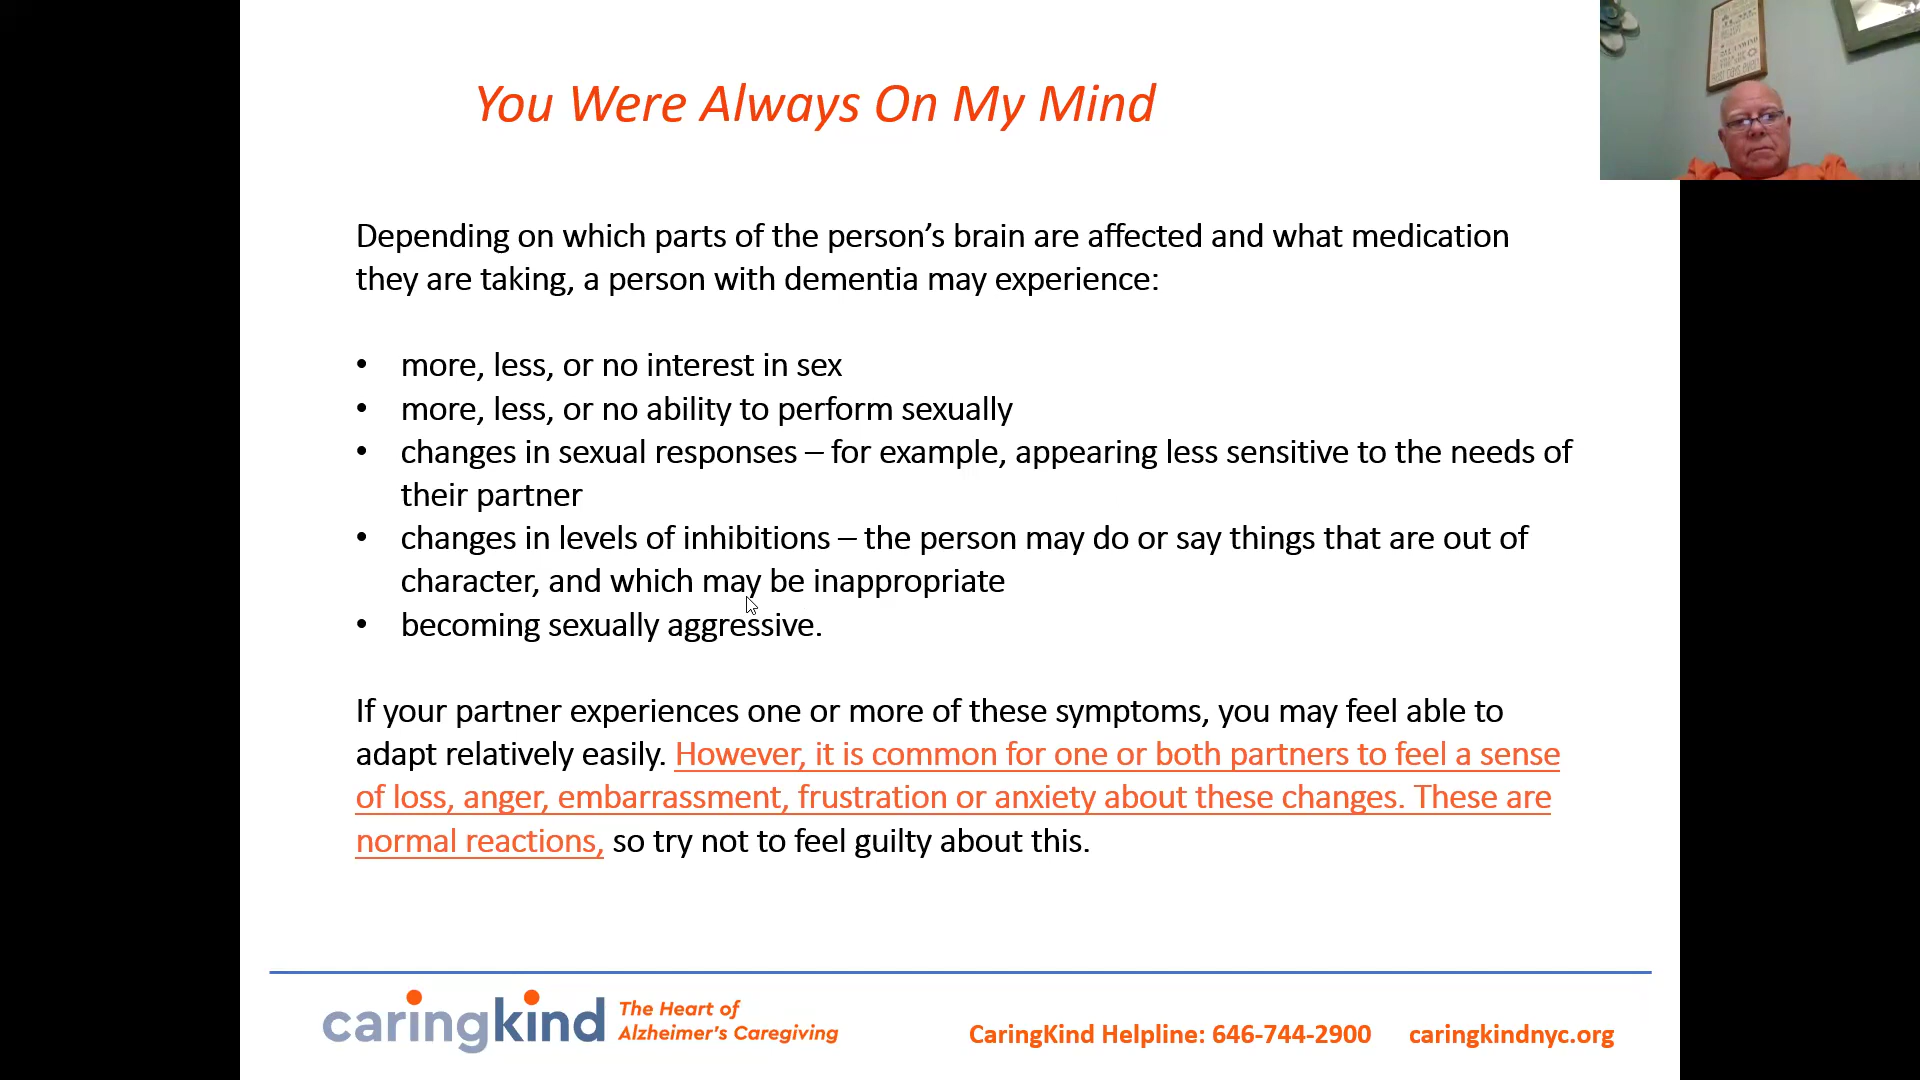 You Were Always On My Mind
Depending on which parts of the person’s brain are affected and what medication
they are taking, a person with dementia may experience:
• more, less, or no interest in sex
• more, less, or no ability to perform sexually
• changes in sexual responses – for example, appearing less sensitive to the needs of
their partner
• changes in levels of inhibitions – the person may do or say things that are out of
character, and which may be inappropriate
• becoming sexually aggressive.
If your partner experiences one or more of these symptoms, you may feel able to
adapt relatively easily. However, it is common for one or both partners to feel a sense
of loss, anger, embarrassment, frustration or anxiety about these changes. These are
normal reactions, so try not to feel guilty about this.
caringkind
The Heart of
Alzheimer’s Caregiving
CaringKind Helpline: 646-744-2900 caringkindnyc.org